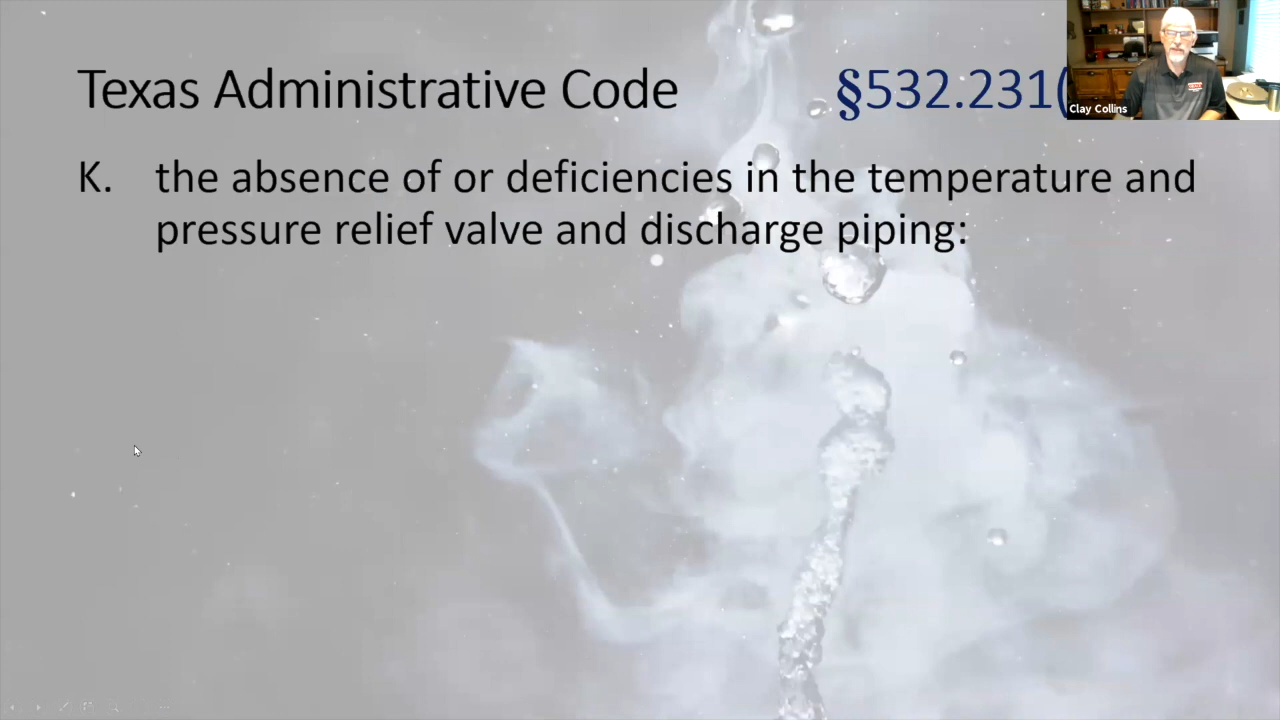 Texas Administrative Code §532.231(
K. the absence of or deficiencies in the temperature and
pressure relief valve and discharge piping:
Clay Collins